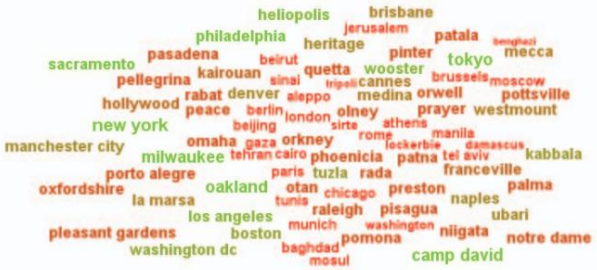 heliopolis brisbane
jerusalem
philadelphia heritage patala benghazi
pasadena beirut pinter mecca
sacramento quetta wooster tokyo
pellegrina kairouan sinai tripoli cannes brussels moscow
rabat denver aleppo medina orwell pottsville
hollywood peace berlin london olney prayer westmount
new york beijing sirte athens
omaha gaza orkney rome manila
manchester city lockerbie damascus
milwaukee tehran cairo phoenicia patna tel aviv kabbala
porto alegre paris tuzla rada franceville
oxfordshire oakland otan chicago preston palma
la marsa tunis naples
los angeles raleigh pisagua ubari
pleasant gardens boston munich washington niigata
washington dc baghdad pomona notre dame
mosul camp david